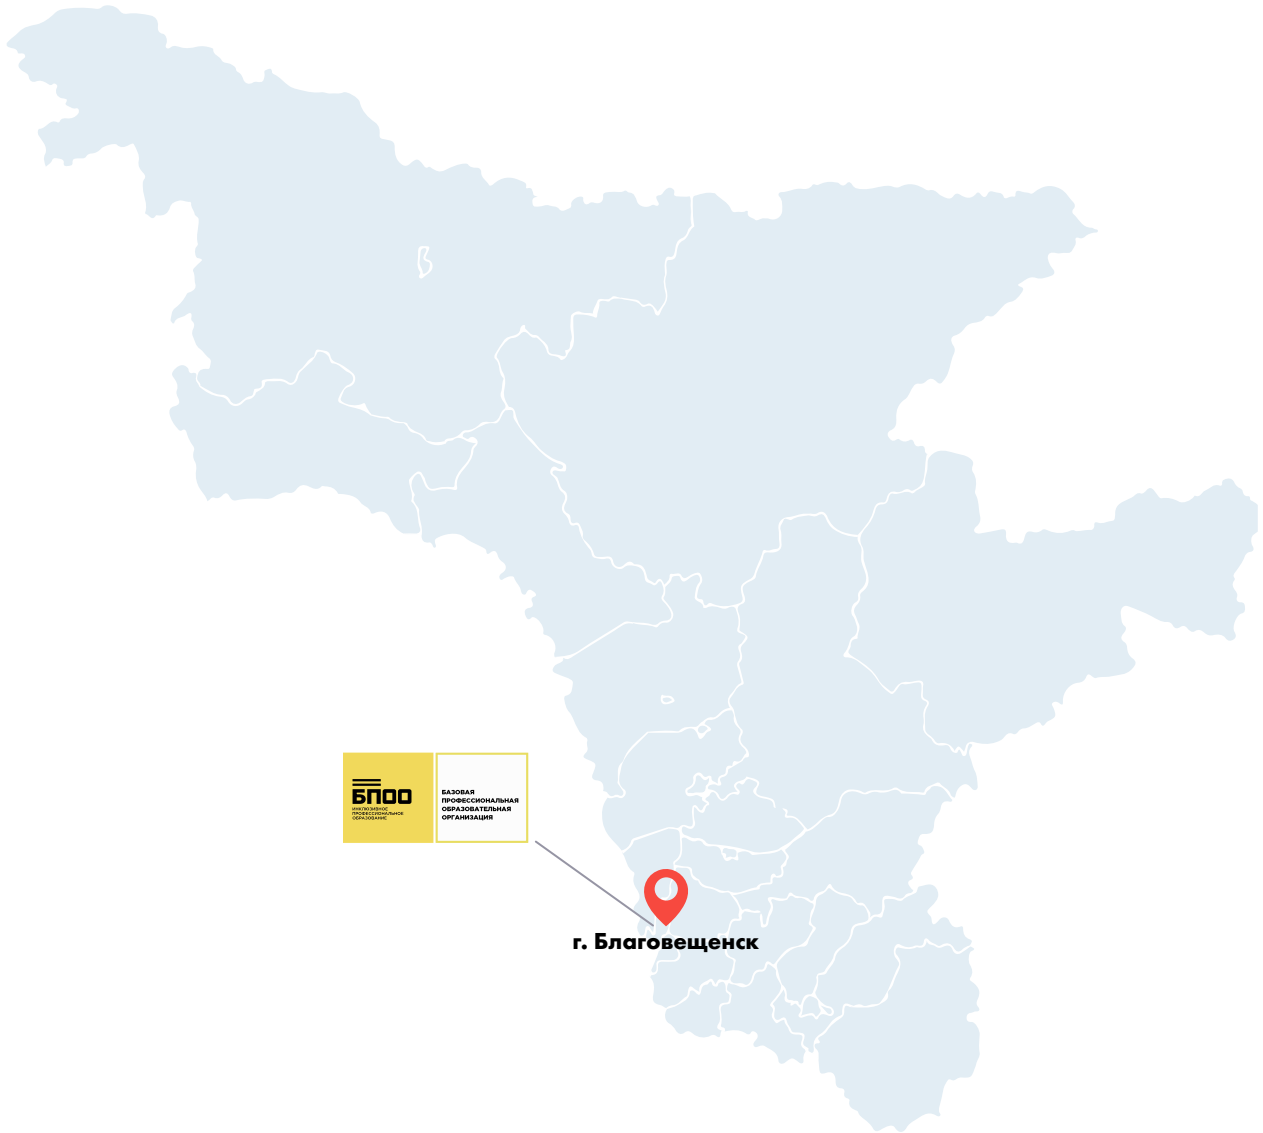 БПОО
ИНКЛЮЗИВНОЕ
ПРОФЕССИОНАЛЬНОЕ
ОБРАЗОВАНИЕ
БАЗОВАЯ
ПРОФЕССИОНАЛЬНАЯ
ОБРАЗОВАТЕЛЬНАЯ
ОРГАНИЗАЦИЯ
г. Благовещенск